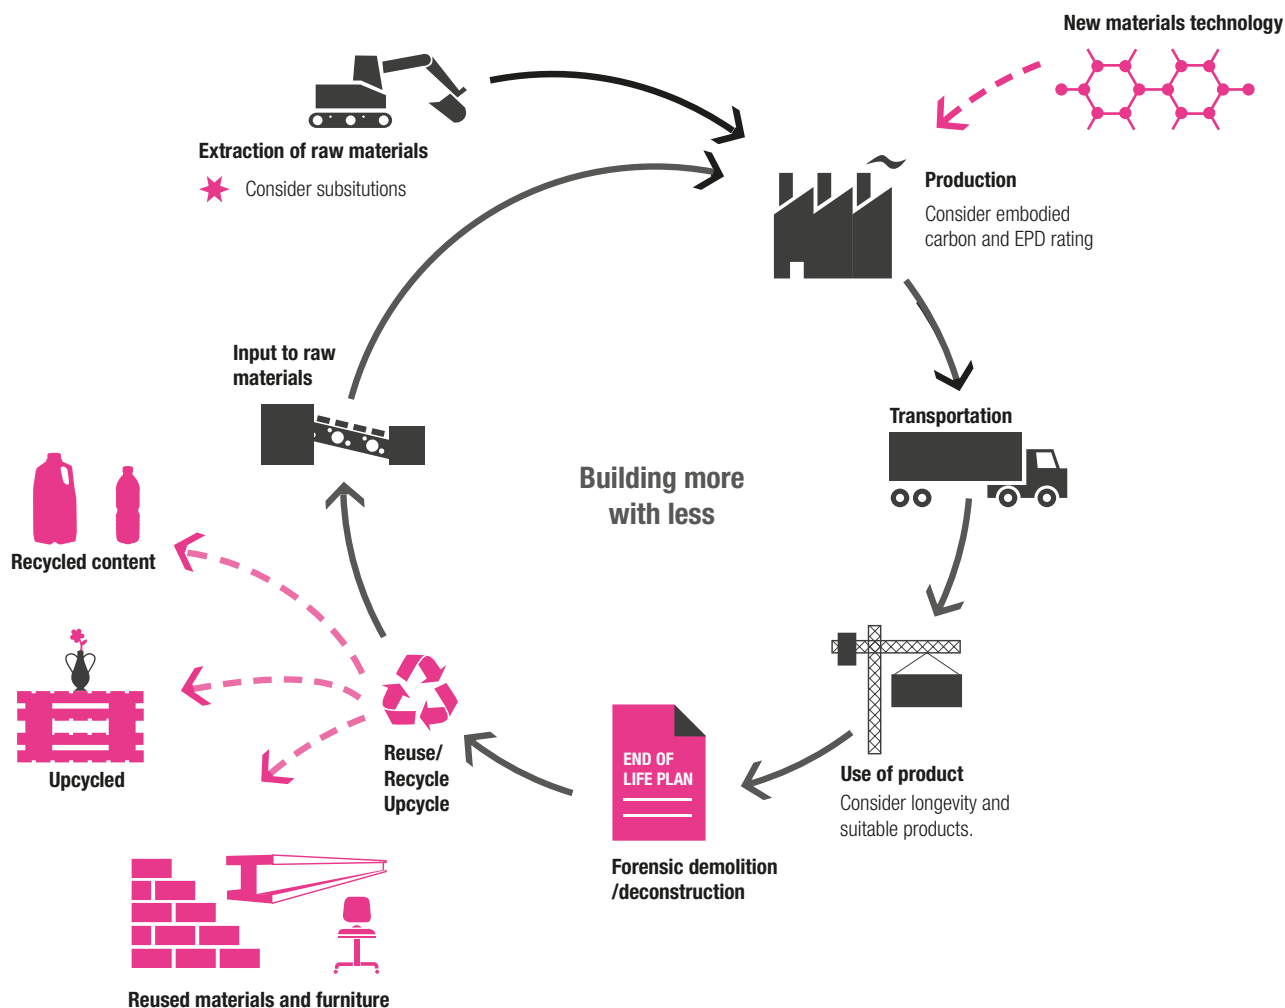 New materials technology
Extraction of raw materials
Consider subsitutions
Production
Consider embodied
carbon and EPD rating
Input to raw
materials
Transportation
Building more
with less
Recycled content
Upcycled
Reuse/
Recycle
Upcycle
END OF
LIFE PLAN
Use of product
Consider longevity and
suitable products.
Forensic demolition
/deconstruction
Reused materials and furniture